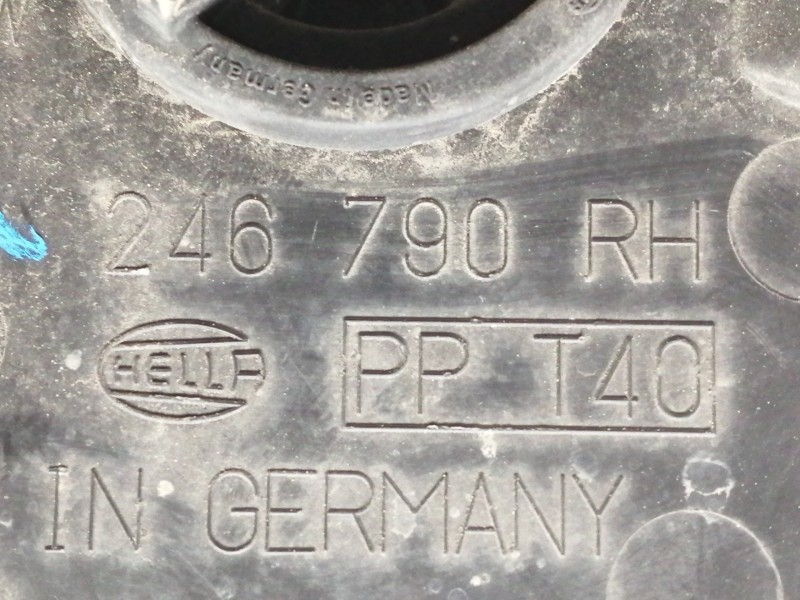 Made in Germany
246 790 RH
HELLA
PP T40
IN GERMANY